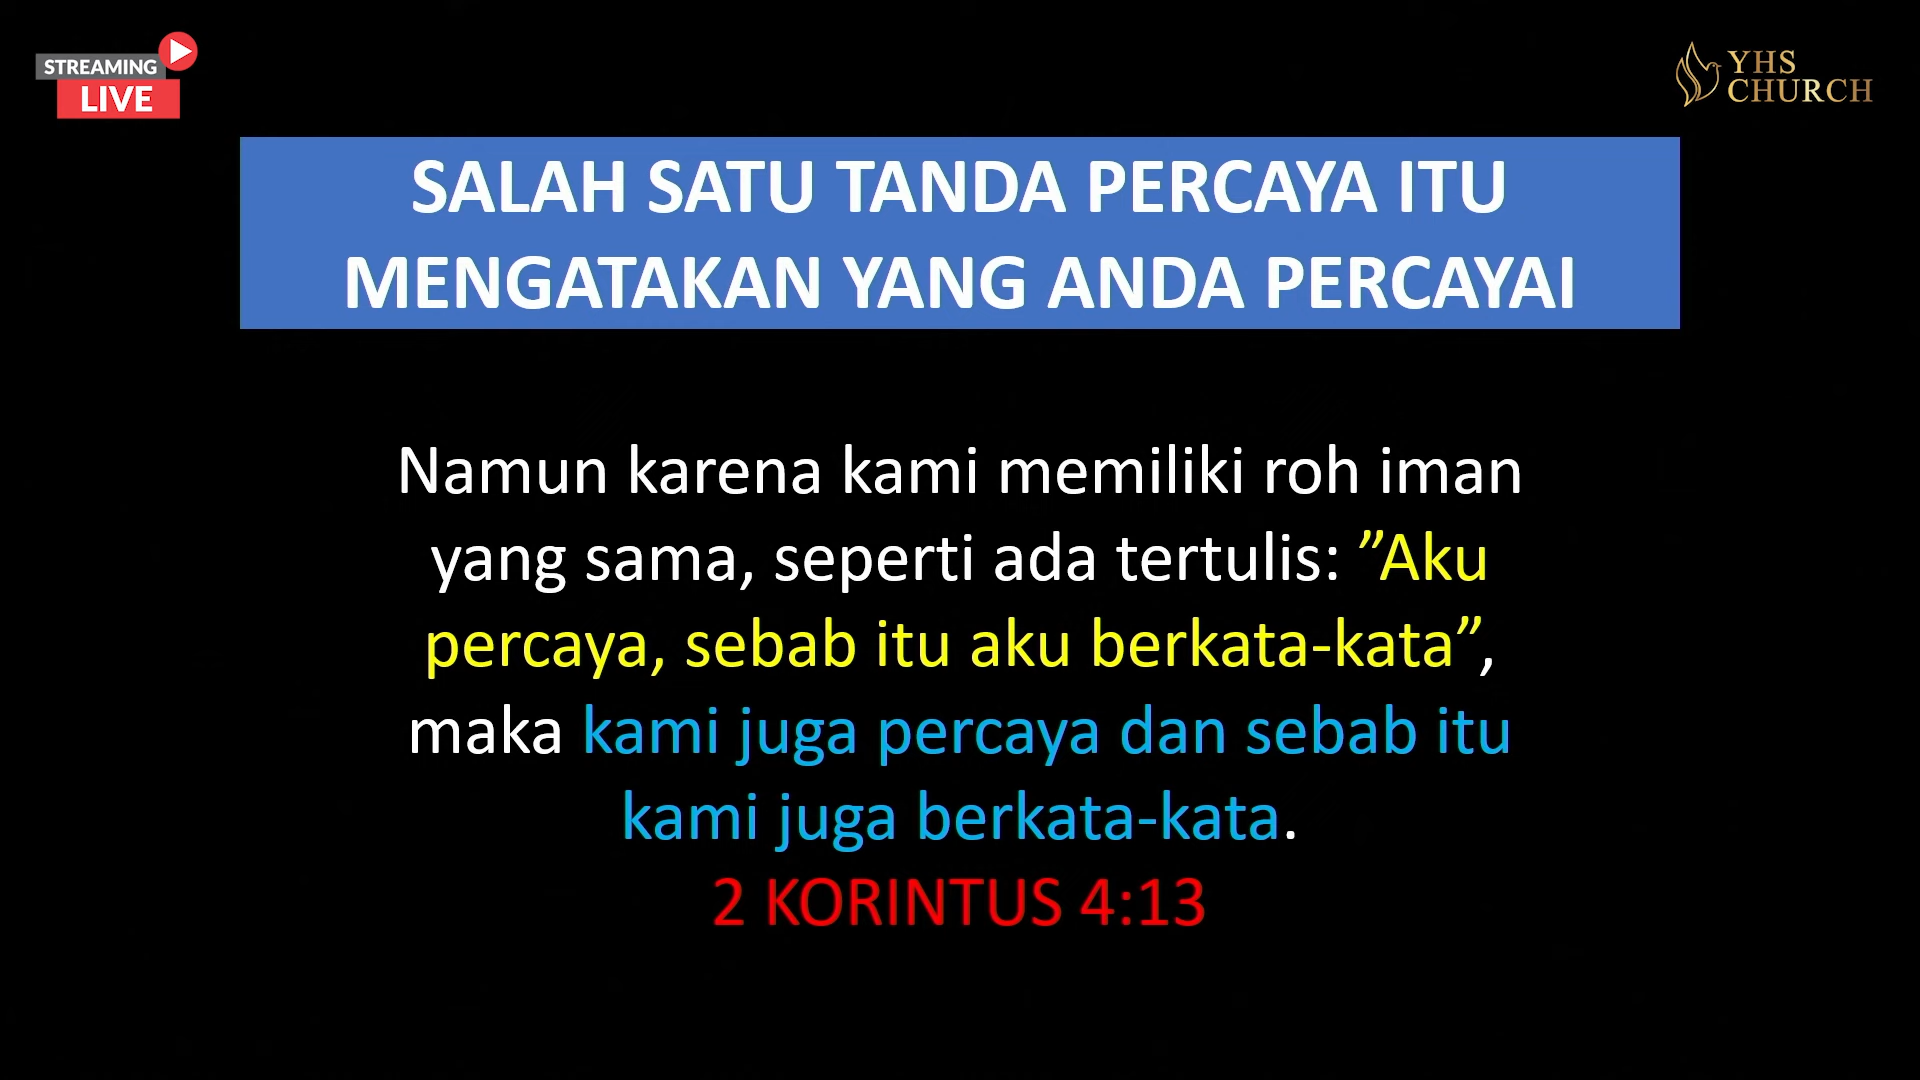 STREAMING
LIVE
YHS
CHURCH
SALAH SATU TANDA PERCAYA ITU
MENGATAKAN YANG ANDA PERCAYAI
Namun karena kami memiliki roh iman
yang sama, seperti ada tertulis: ”Aku
percaya, sebab itu aku berkata-kata”,
maka kami juga percaya dan sebab itu
kami juga berkata-kata.
2 KORINTUS 4:13